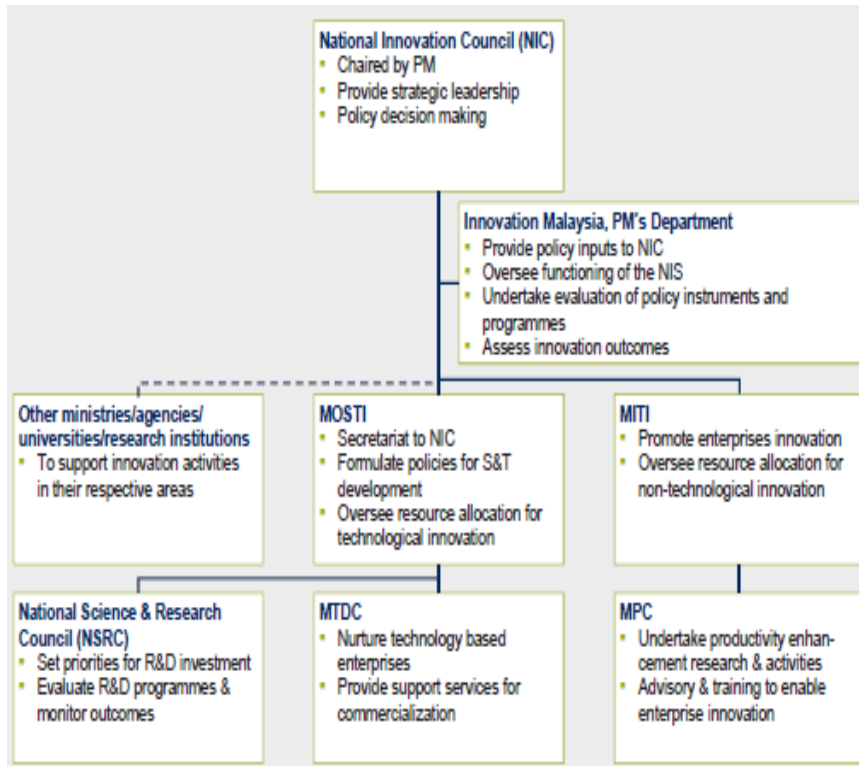 National Innovation Council (NIC)
▪ Chaired by PM
▪ Provide strategic leadership
▪ Policy decision making
Innovation Malaysia, PM's Department
▪ Provide policy inputs to NIC
▪ Oversee functioning of the NIS
▪ Undertake evaluation of policy instruments and
programmes
▪ Assess innovation outcomes
Other ministries/agencies/
universities/research institutions
▪ To support innovation activities
in their respective areas
MOSTI
▪ Secretariat to NIC
▪ Formulate policies for S&T
development
▪ Oversee resource allocation for
technological innovation
MITI
▪ Promote enterprises innovation
▪ Oversee resource allocation for
non-technological innovation
National Science & Research
Council (NSRC)
▪ Set priorities for R&D investment
▪ Evaluate R&D programmes &
monitor outcomes
MTDC
▪ Nurture technology based
enterprises
▪ Provide support services for
commercialization
MPC
▪ Undertake productivity enhan-
cement research & activities
▪ Advisory & training to enable
enterprise innovation